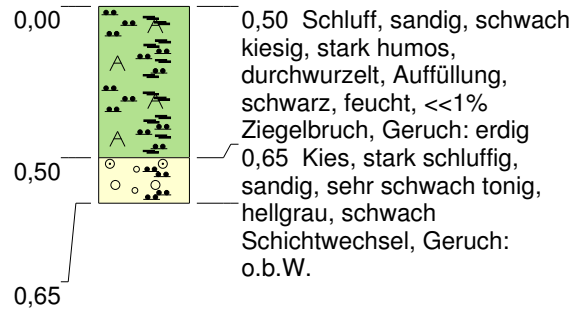 0,00
0,50 Schluff, sandig, schwach
kiesig, stark humos,
durchwurzelt, Auffüllung,
schwarz, feucht, <<1%
Ziegelbruch, Geruch: erdig
0,50
0,65 Kies, stark schluffig,
sandig, sehr schwach tonig,
hellgrau, schwach
Schichtwechsel, Geruch:
o.b.W.
0,65